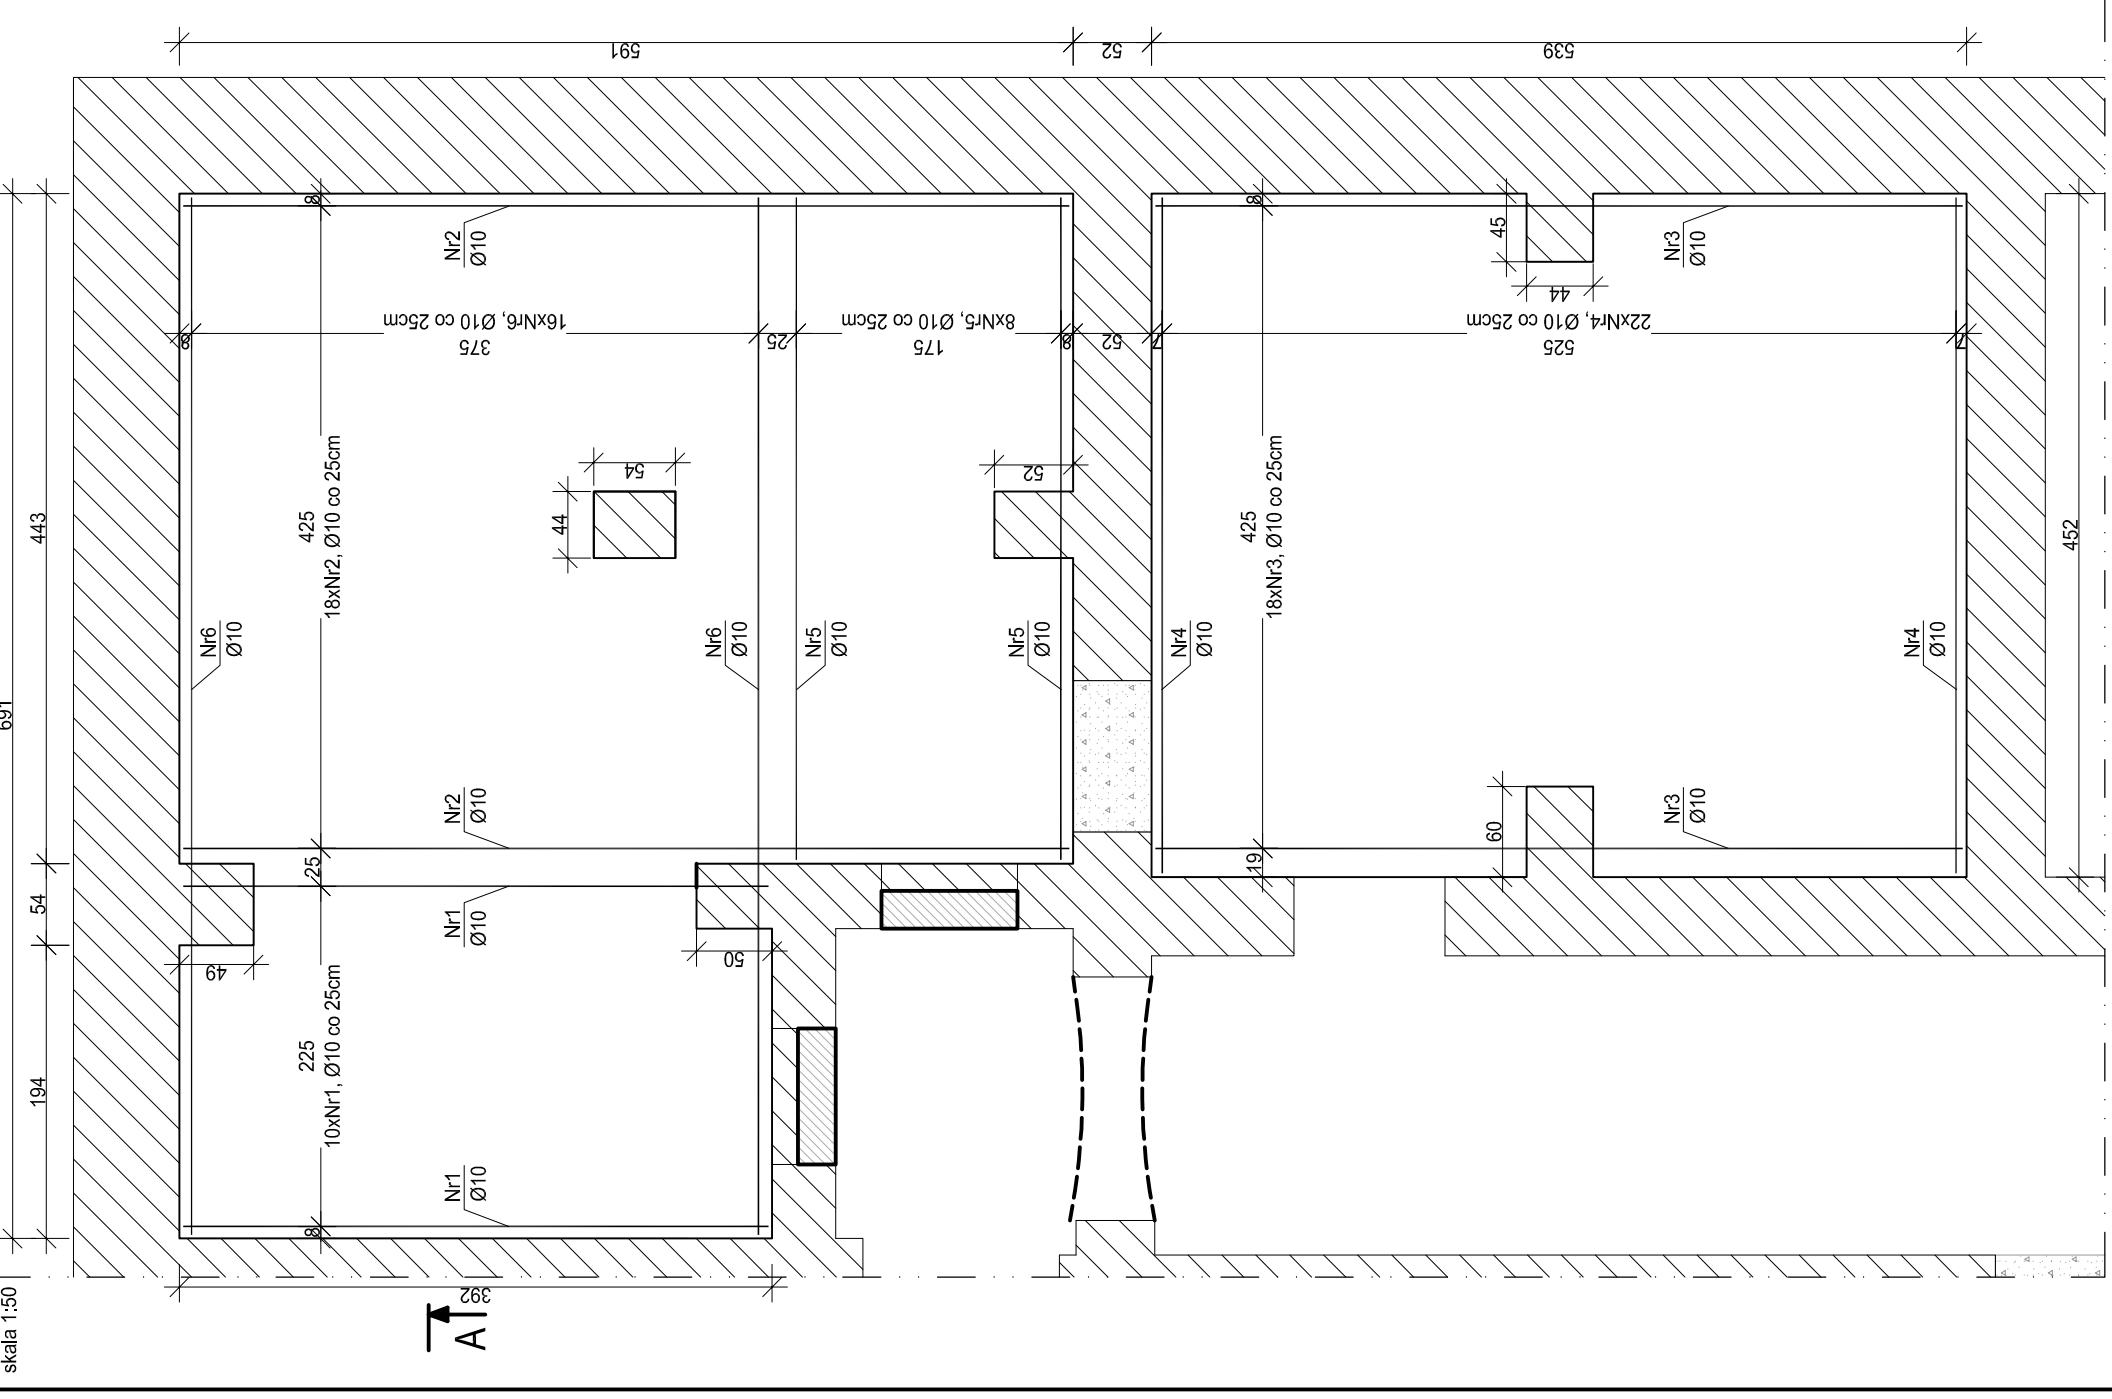 591
52
539
691
443
54
194
8
Nr2
Ø10
425
18xNr2, Ø10 co 25cm
16xNr6, Ø10 co 25cm
375
8
25
8xNr5, Ø10 co 25cm
175
8
52
7
22xNr4, Ø10 co 25cm
525
7
8
45
44
Nr3
Ø10
54
44
52
425
18xNr3, Ø10 co 25cm
452
Nr6
Ø10
Nr6
Ø10
Nr5
Ø10
Nr5
Ø10
Nr4
Ø10
Nr4
Ø10
Nr2
Ø10
25
60
19
Nr3
Ø10
Nr1
Ø10
49
50
225
10xNr1, Ø10 co 25cm
Nr1
Ø10
8
392
A
skala 1:50